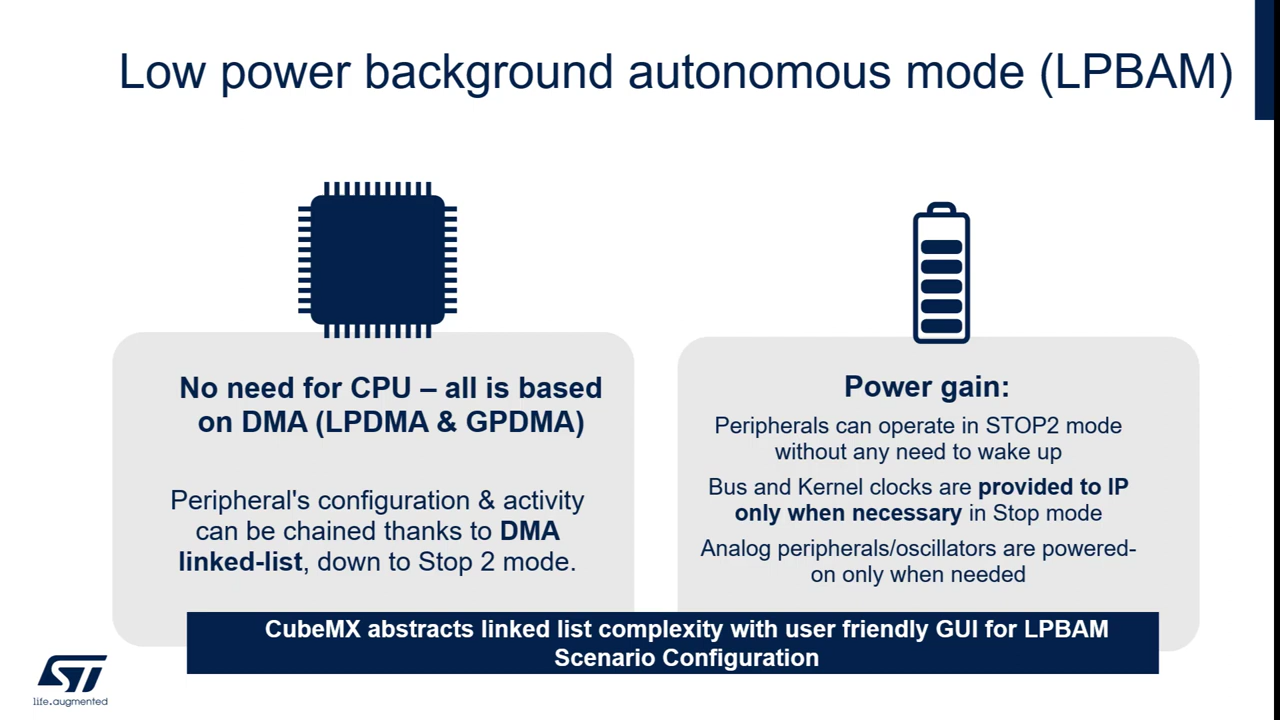 Low power background autonomous mode (LPBAM)
No need for CPU – all is based
on DMA (LPDMA & GPDMA)
Peripheral's configuration & activity
can be chained thanks to DMA
linked-list, down to Stop 2 mode.
Power gain:
Peripherals can operate in STOP2 mode
without any need to wake up
Bus and Kernel clocks are provided to IP
only when necessary in Stop mode
Analog peripherals/oscillators are powered-
on only when needed
CubeMX abstracts linked list complexity with user friendly GUI for LPBAM
Scenario Configuration
ST
life.augmented